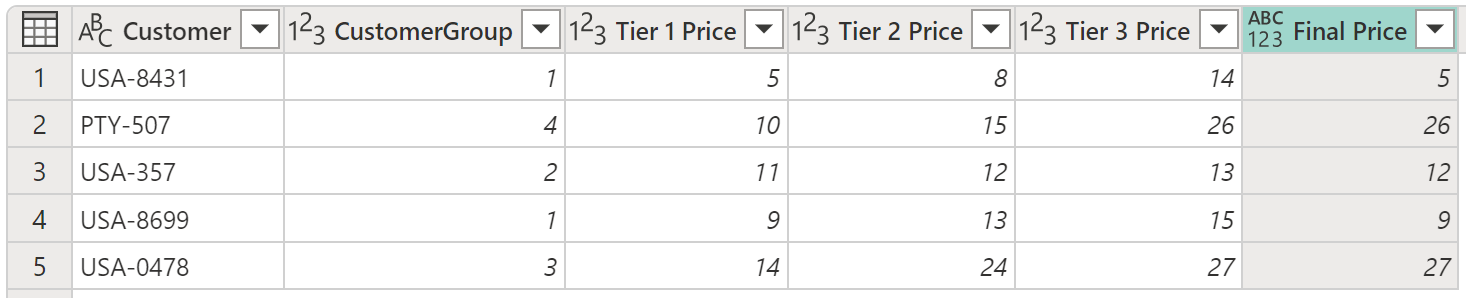 ABC Customer 123 CustomerGroup 123 Tier 1 Price 123 Tier 2 Price 123 Tier 3 Price ABC 123 Final Price
1 USA-8431 1 5 8 14 5
2 PTY-507 4 10 15 26 26
3 USA-357 2 11 12 13 12
4 USA-8699 1 9 13 15 9
5 USA-0478 3 14 24 27 27